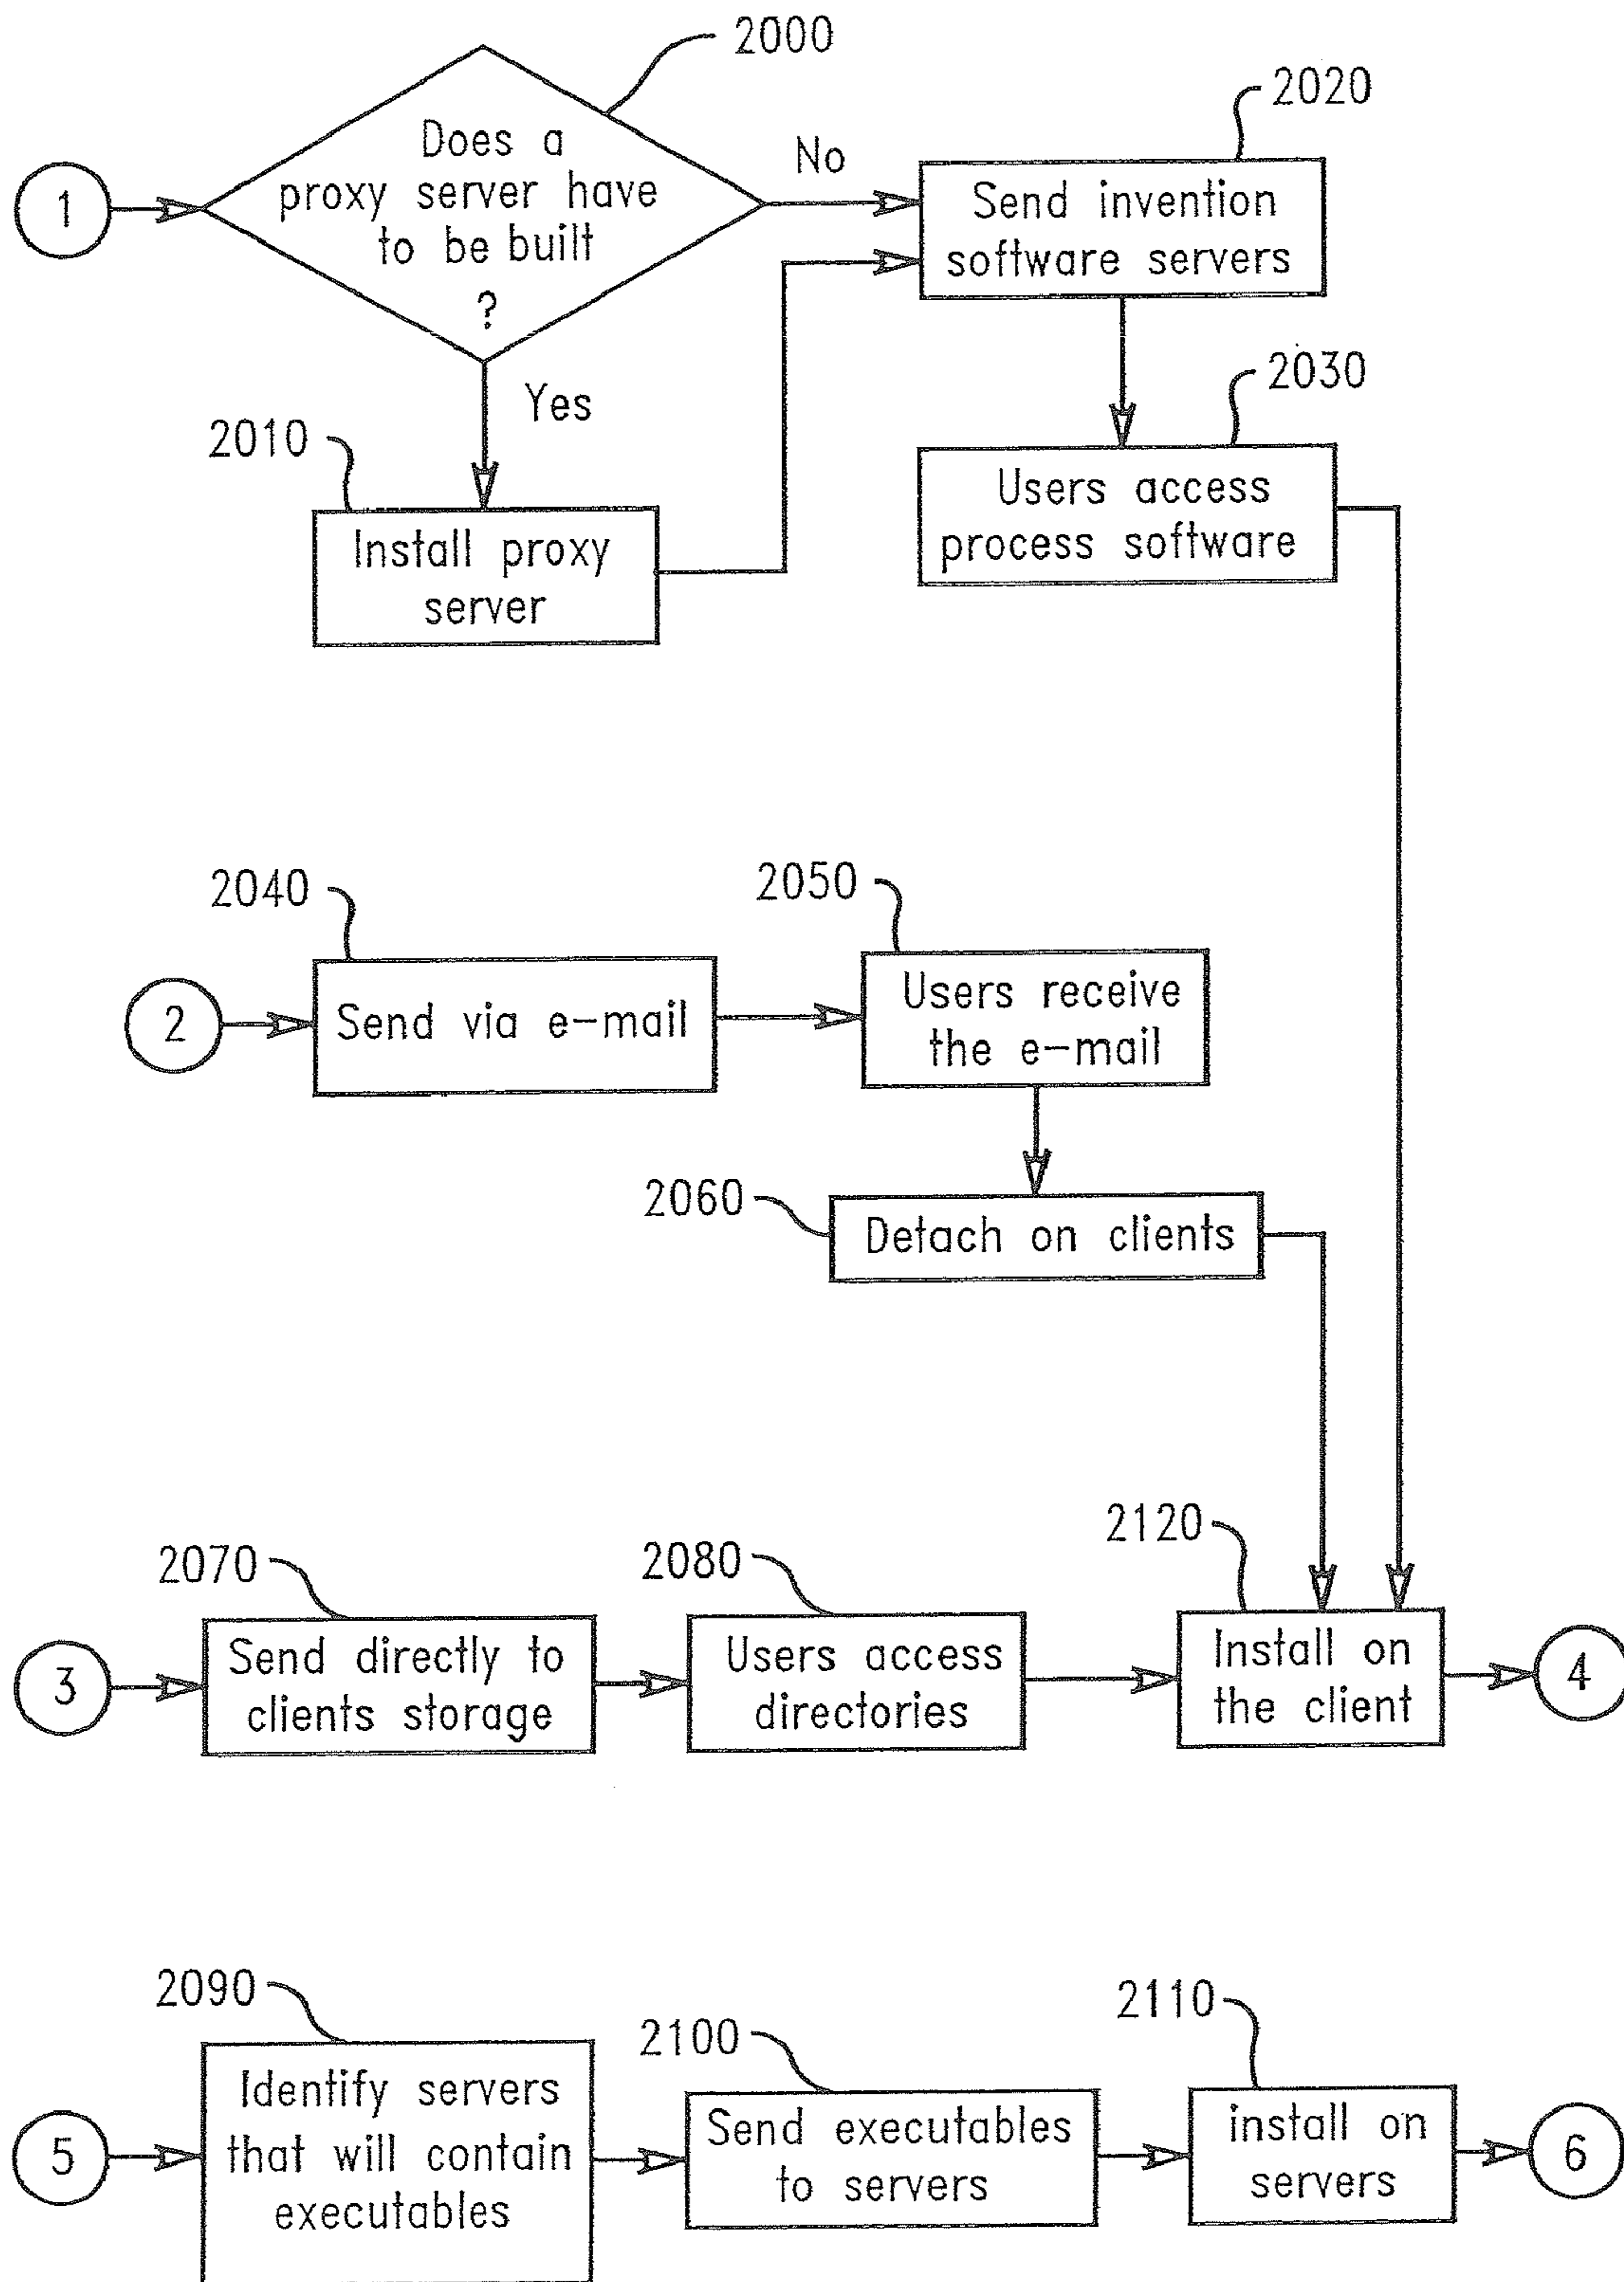 2000
2020
Does a
proxy server have
to be built
?
1
No
Send invention
software servers
Yes
2030
2010
Users access
process software
Install proxy
server
2040
2050
2
Send via e-mail
Users receive
the e-mail
2060
Detach on clients
2120
2070
2080
3
Send directly to
clients storage
Users access
directories
Install on
the client
4
2090
2100
2110
5
Identify servers
that will contain
executables
Send executables
to servers
install on
servers
6